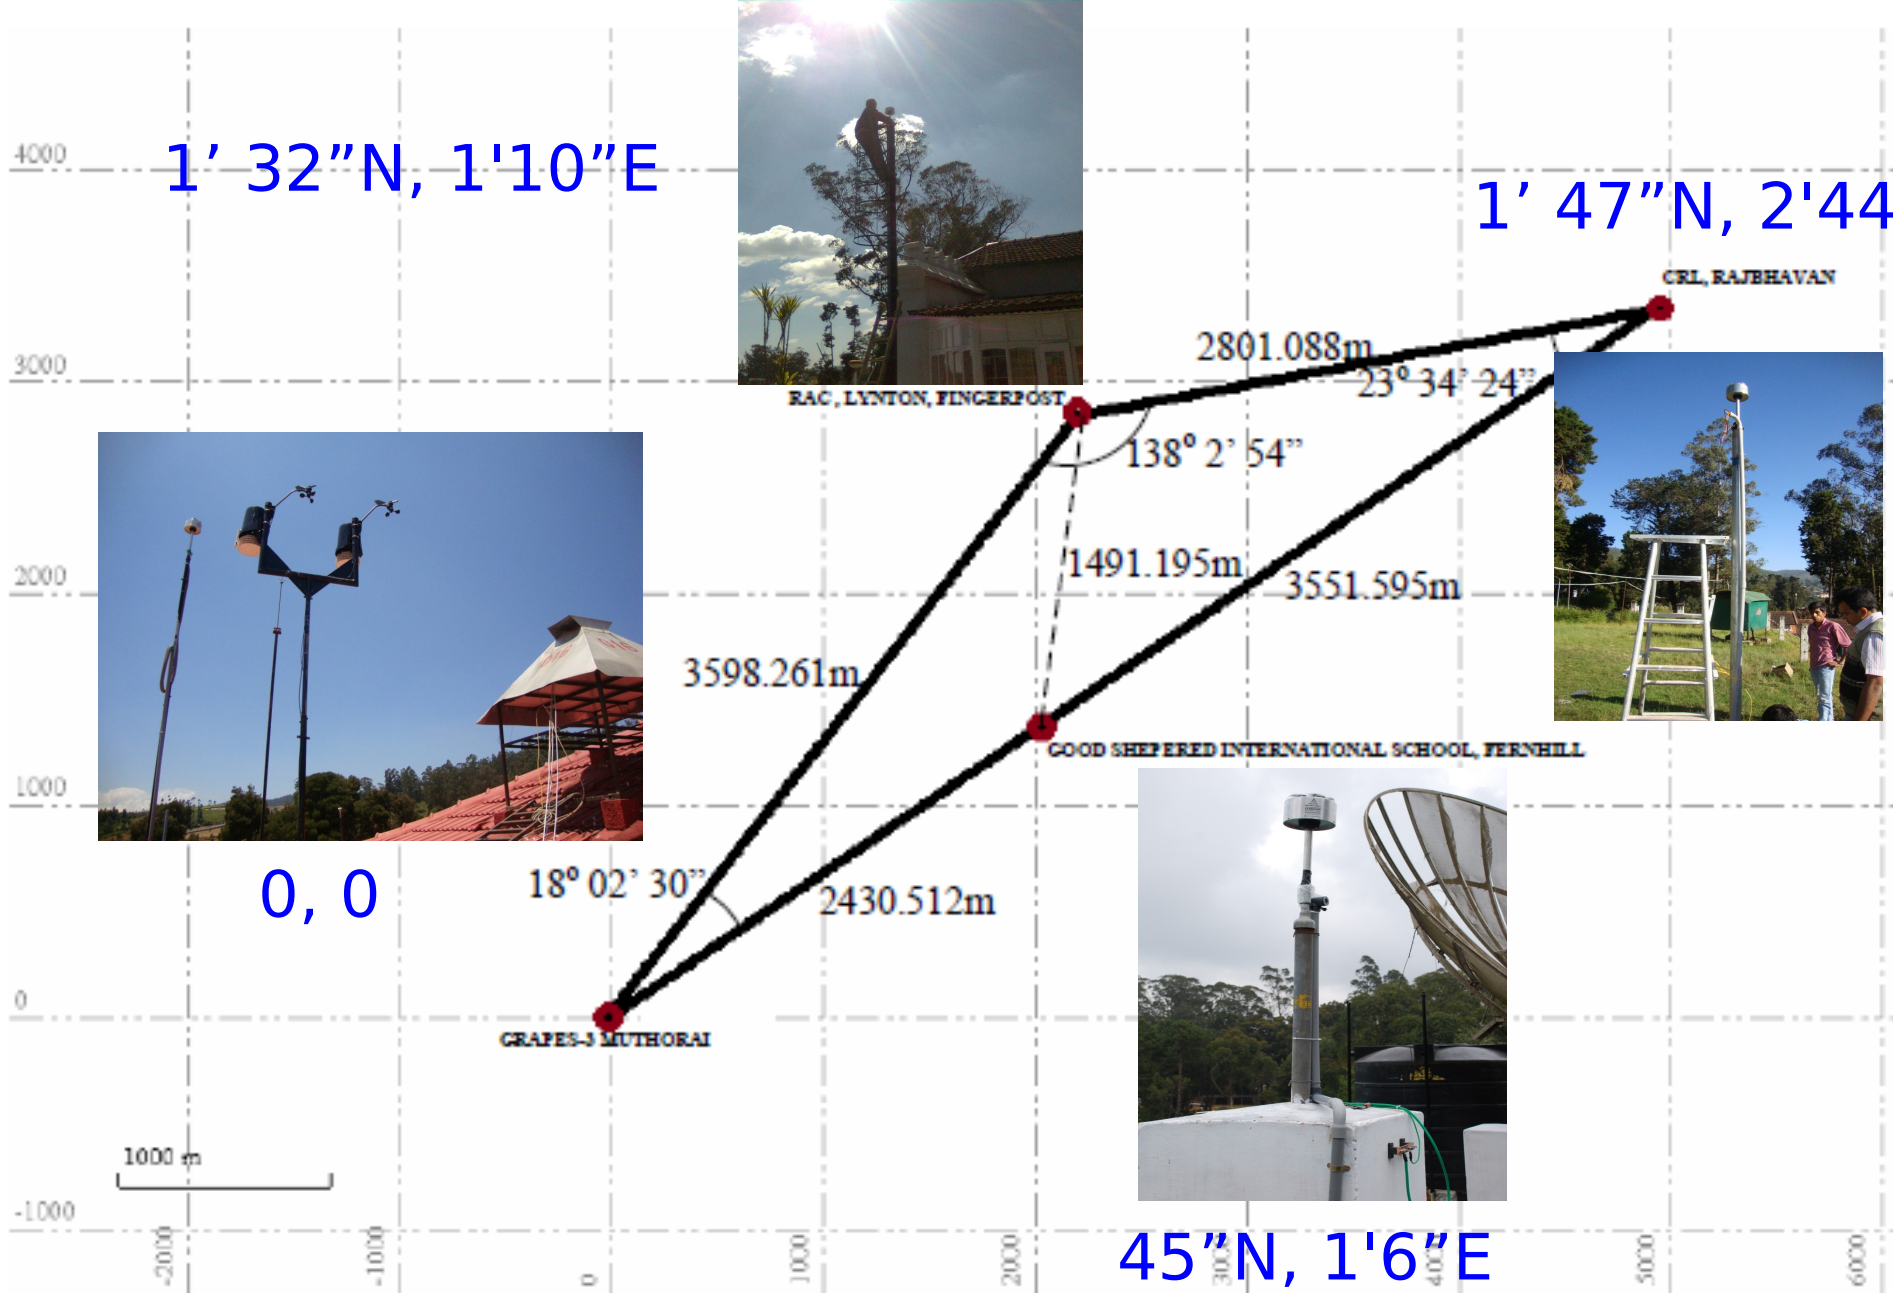 4000
1’ 32”N, 1'10”E
1’ 47”N, 2'44
CRL, RAJBHAVAN
3000
2801.088m
23° 34’ 24”
RAC, LYNTON, FINGERPOST
138° 2’ 54”
2000
1491.195m
3551.595m
3598.261m
GOOD SHEPERED INTERNATIONAL SCHOOL, FERNHILL
1000
18° 02’ 30”
2430.512m
0, 0
0
GRAPES-3 MUTHORAI
1000 m
-1000
45”N, 1'6”E
-2000
-1000
0
1000
2000
3000
4000
5000
6000